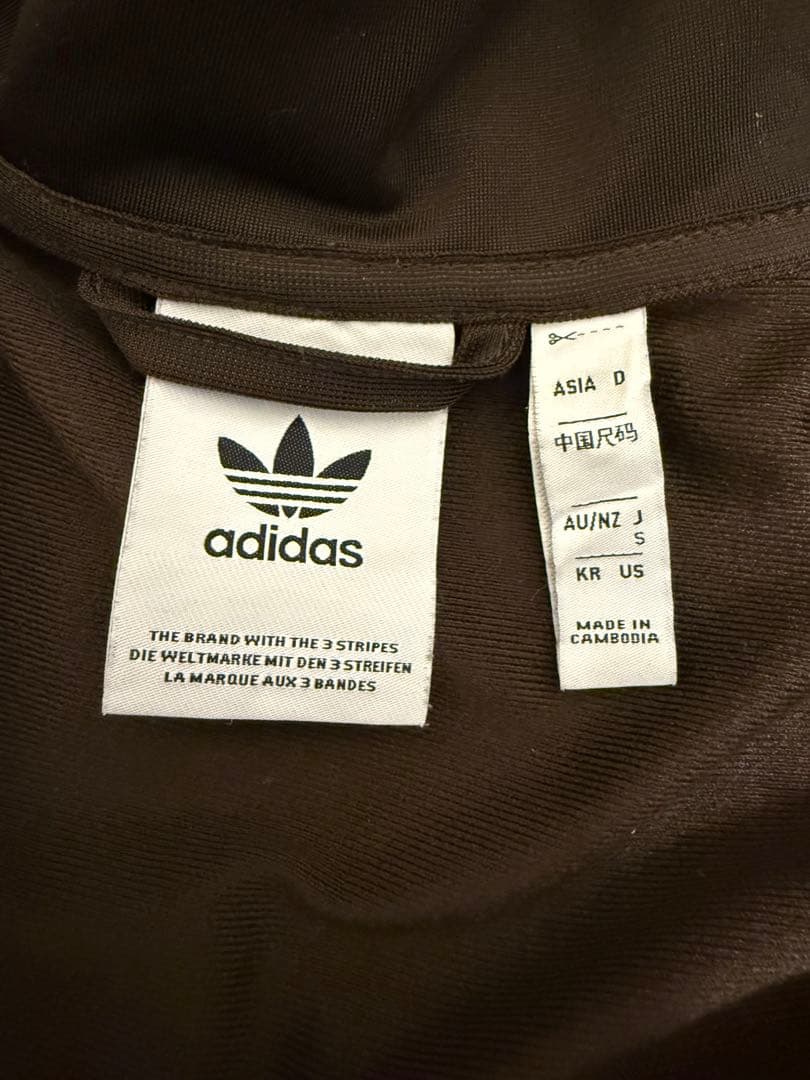 adidas
THE BRAND WITH THE 3 STRIPES
DIE WELTMARKE MIT DEN 3 STREIFEN
LA MARQUE AUX 3 BANDES
ASIA D
中国尺码
AU/NZ J
S
KR US
MADE IN
CAMBODIA